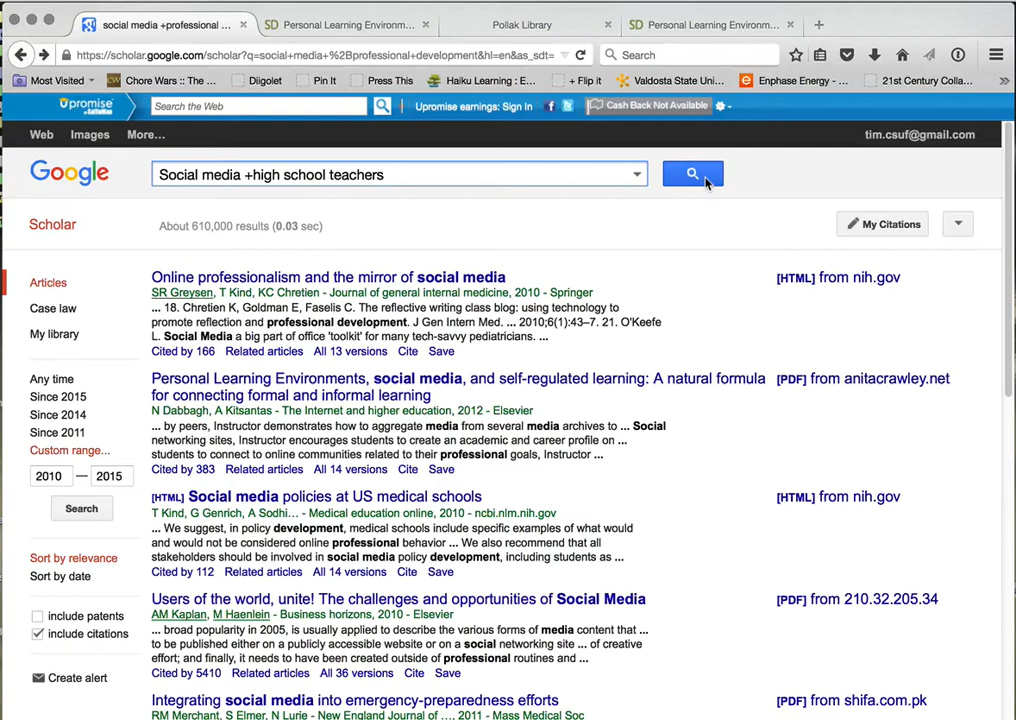 social media +professional ...
Personal Learning Environm...
Pollak Library
Personal Learning Environm...
https://scholar.google.com/scholar?q=social+media+%2Bprofessional+development&hl=en&as_sdt=
Search
Most Visited
Chore Wars :: The ...
Diigolet
Pin It
Press This
Haiku Learning : E...
+ Flip it
Valdosta State Uni...
Enphase Energy - ...
21st Century Colla...
Upromise
Search the Web
Upromise earnings: Sign In
Cash Back Not Available
Web
Images
More...
tim.csuf@gmail.com
Google
Social media +high school teachers
Scholar
About 610,000 results (0.03 sec)
My Citations
Articles
Case law
My library
Any time
Since 2015
Since 2014
Since 2011
Custom range...
2010 — 2015
Search
Sort by relevance
Sort by date
include patents
include citations
Create alert
Online professionalism and the mirror of social media
[HTML] from nih.gov
SR Greysen, T Kind, KC Chretien - Journal of general internal medicine, 2010 - Springer
... 18. Chretien K, Goldman E, Faselis C. The reflective writing class blog: using technology to
promote reflection and professional development. J Gen Intern Med. ... 2010;6(1):43–7. 21. O'Keefe
L. Social Media a big part of office 'toolkit' for many tech-savvy pediatricians. ...
Cited by 166 Related articles All 13 versions Cite Save
Personal Learning Environments, social media, and self-regulated learning: A natural formula
for connecting formal and informal learning
[PDF] from anitacrawley.net
N Dabbagh, A Kitsantas - The Internet and higher education, 2012 - Elsevier
... by peers, Instructor demonstrates how to aggregate media from several media archives to ... Social
networking sites, Instructor encourages students to create an academic and career profile on ...
students to connect to online communities related to their professional goals, Instructor ...
Cited by 383 Related articles All 14 versions Cite Save
[HTML] Social media policies at US medical schools
[HTML] from nih.gov
T Kind, G Genrich, A Sodhi... - Medical education online, 2010 - ncbi.nlm.nih.gov
... We suggest, in policy development, medical schools include specific examples of what would
and would not be considered online professional behavior ... We also recommend that all
stakeholders should be involved in social media policy development, including students as ...
Cited by 112 Related articles All 14 versions Cite Save
Users of the world, unite! The challenges and opportunities of Social Media
[PDF] from 210.32.205.34
AM Kaplan, M Haenlein - Business horizons, 2010 - Elsevier
... broad popularity in 2005, is usually applied to describe the various forms of media content that ...
to be published either on a publicly accessible website or on a social networking site ... of creative
effort; and finally, it needs to have been created outside of professional routines and ...
Cited by 5410 Related articles All 36 versions Cite Save
Integrating social media into emergency-preparedness efforts
[PDF] from shifa.com.pk
RM Merchant, S Elmer, N Lurie - New England Journal of ..., 2011 - Mass Medical Soc